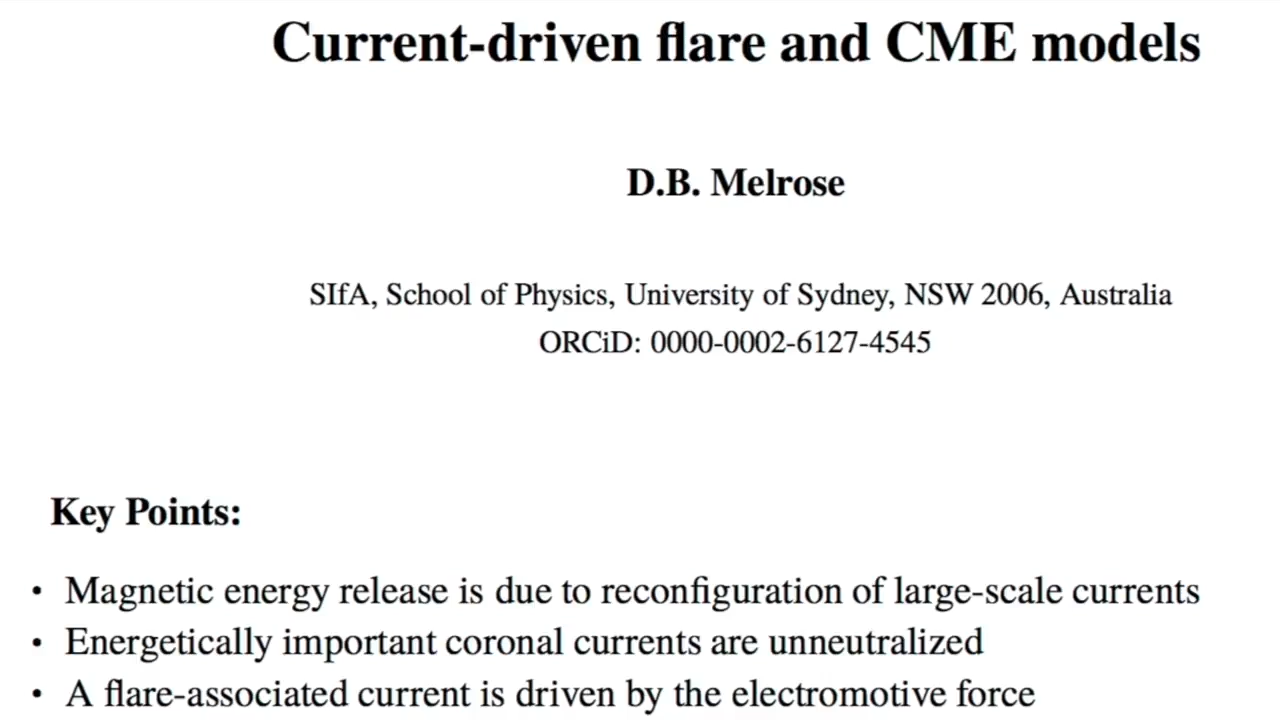 Current-driven flare and CME models
D.B. Melrose
SIfA, School of Physics, University of Sydney, NSW 2006, Australia
ORCiD: 0000-0002-6127-4545
Key Points:
• Magnetic energy release is due to reconfiguration of large-scale currents
• Energetically important coronal currents are unneutralized
• A flare-associated current is driven by the electromotive force